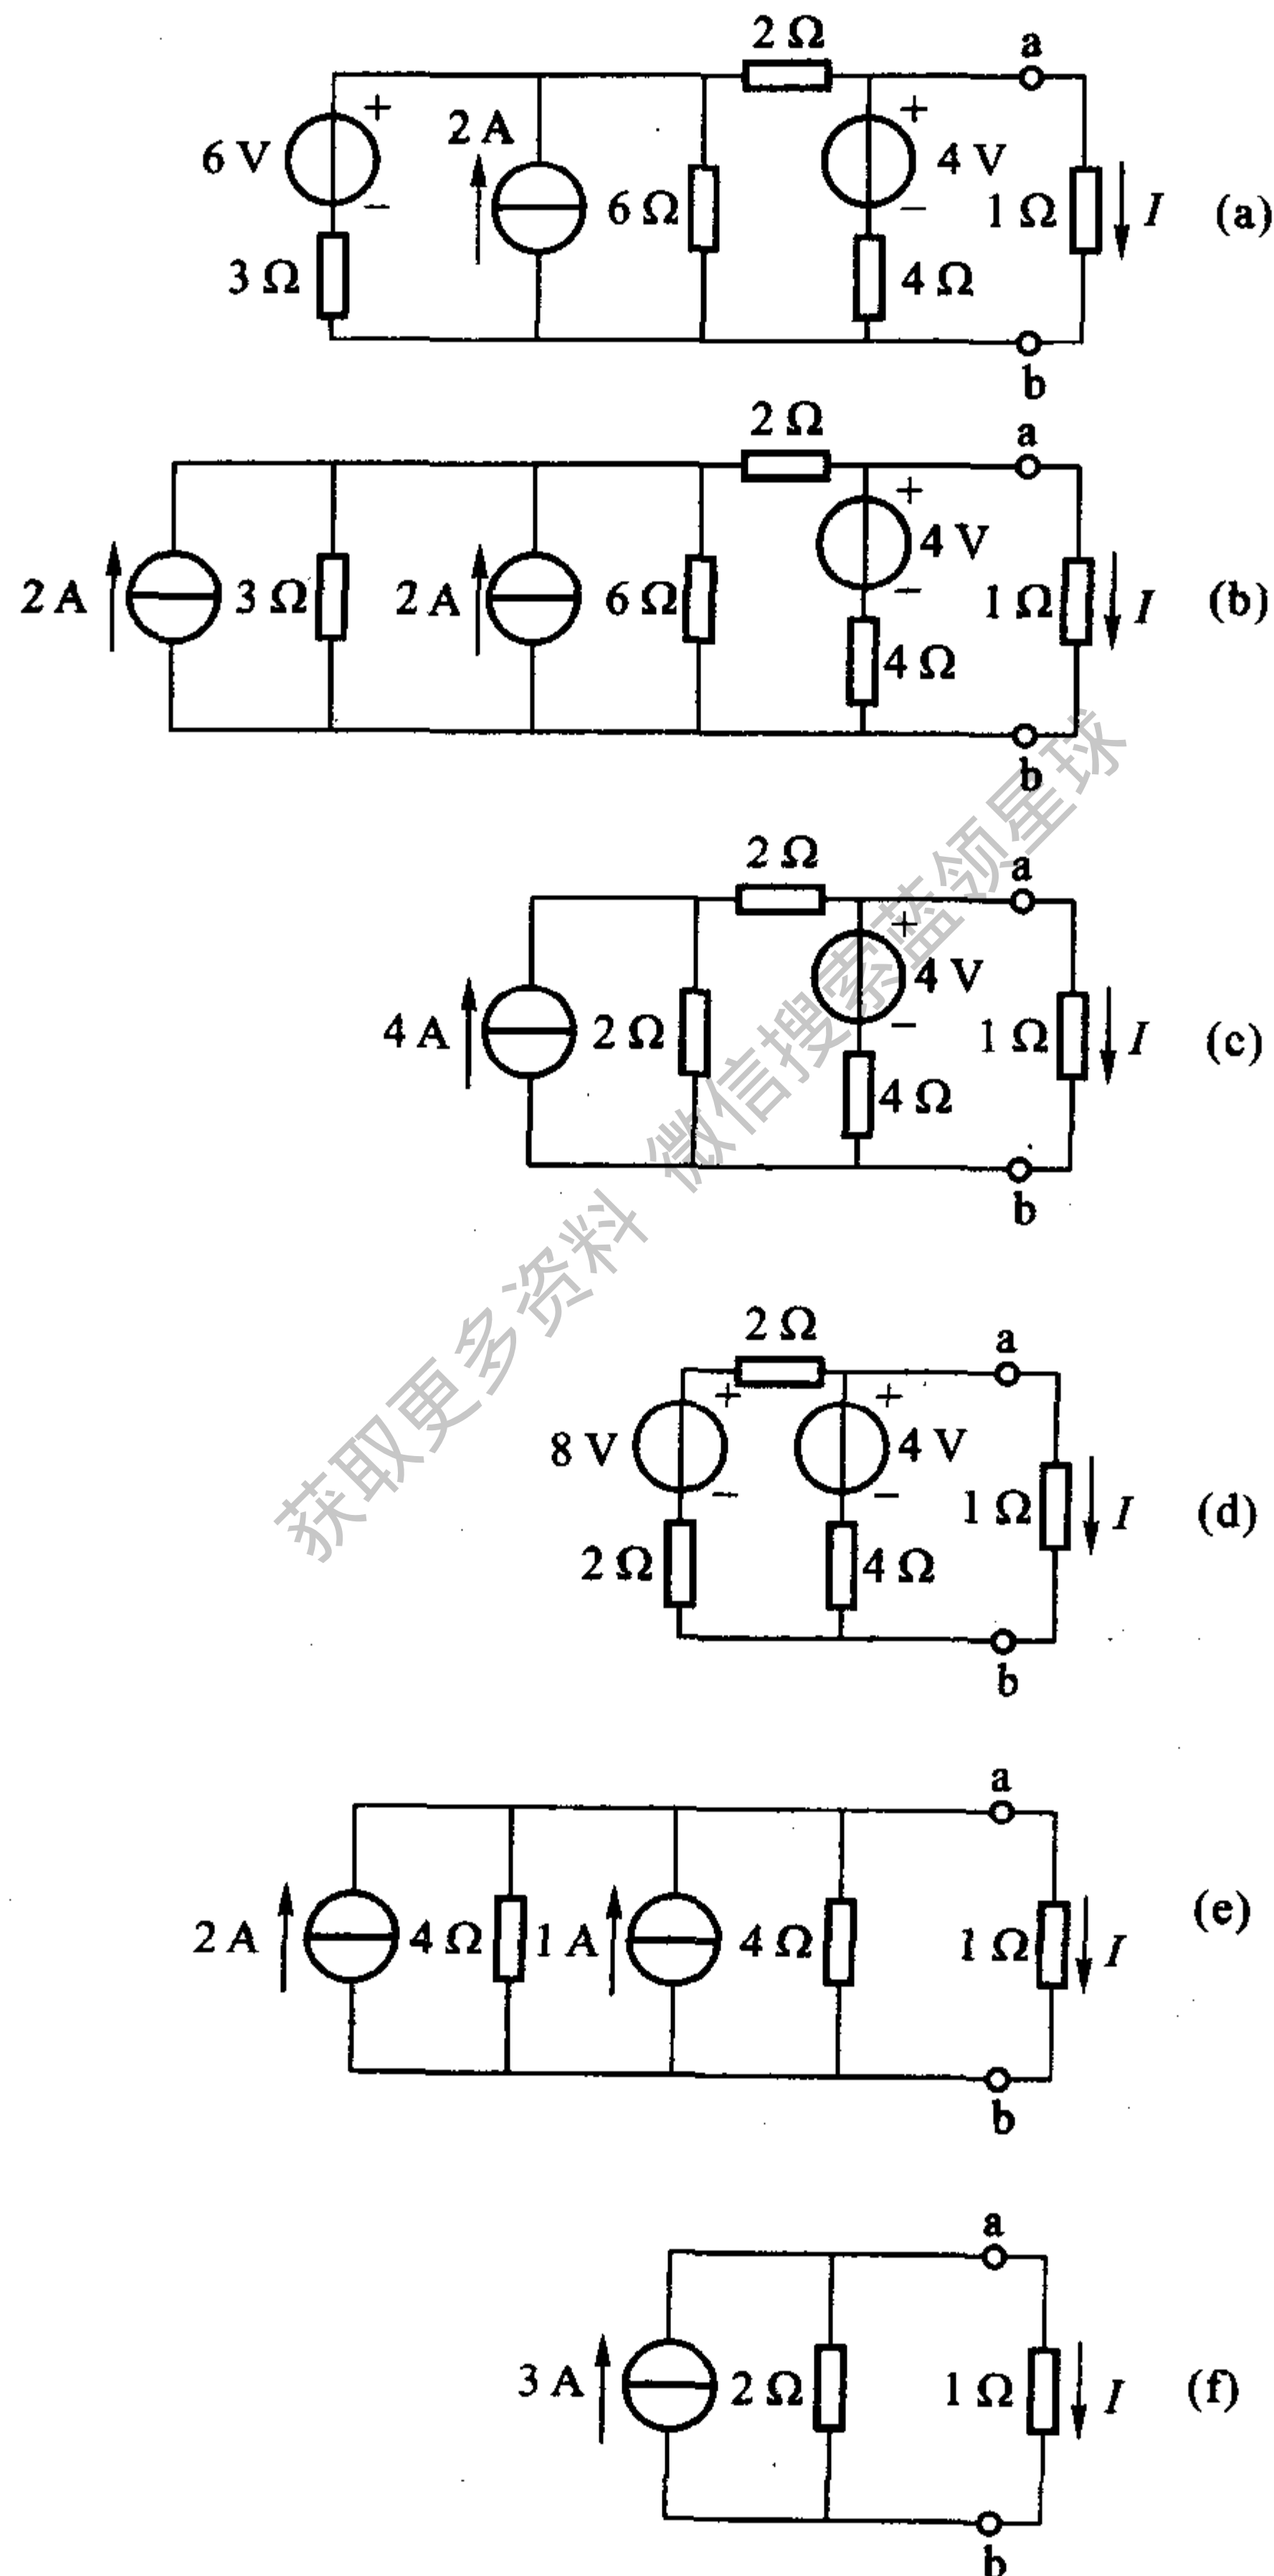 2 Ω
a
6 V
+
−
2 A
6 Ω
+
4 V
−
1 Ω
I
(a)
3 Ω
4 Ω
b
2 Ω
a
2 A
3 Ω
2 A
6 Ω
+
4 V
−
4 Ω
1 Ω
I
(b)
b
2 Ω
a
4 A
2 Ω
+
4 V
−
4 Ω
1 Ω
I
(c)
b
2 Ω
a
8 V
+
−
+
4 V
−
1 Ω
I
(d)
2 Ω
4 Ω
b
a
2 A
4 Ω
1 A
4 Ω
1 Ω
I
(e)
b
a
3 A
2 Ω
1 Ω
I
(f)
b
获取更多资料 微信搜索蓝领星球